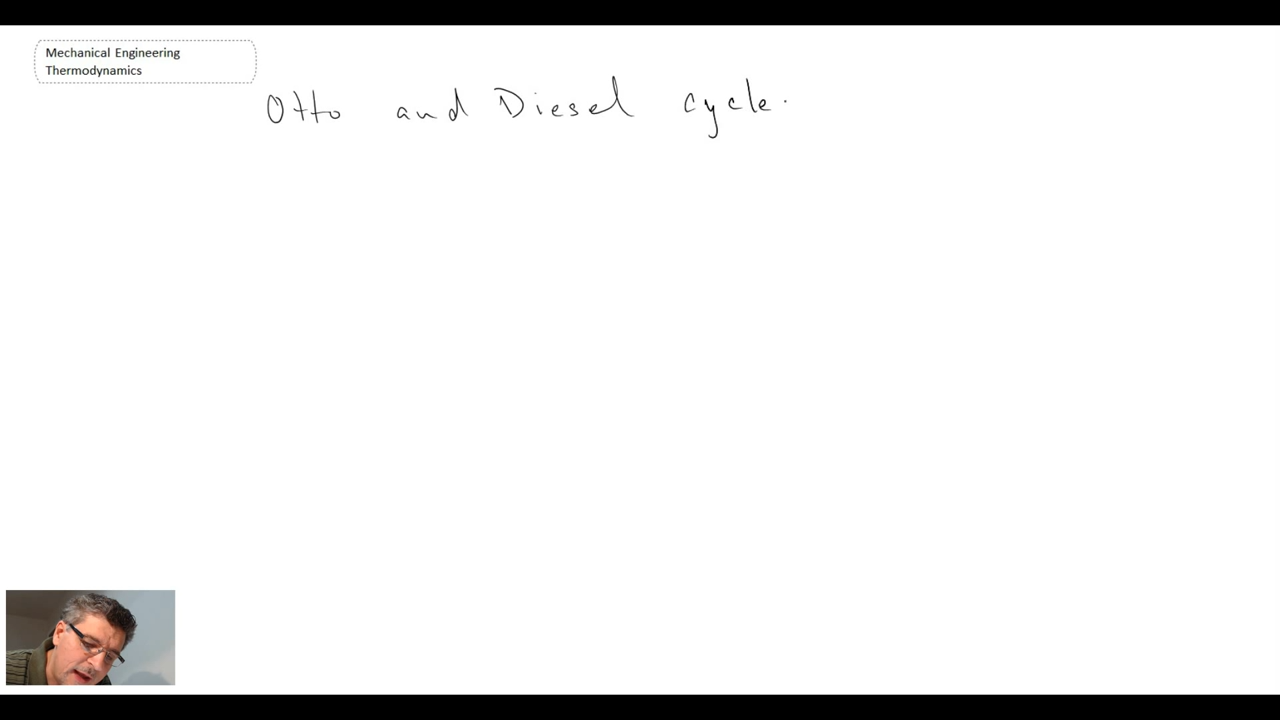 Mechanical Engineering
Thermodynamics
Otto and Diesel cycle.